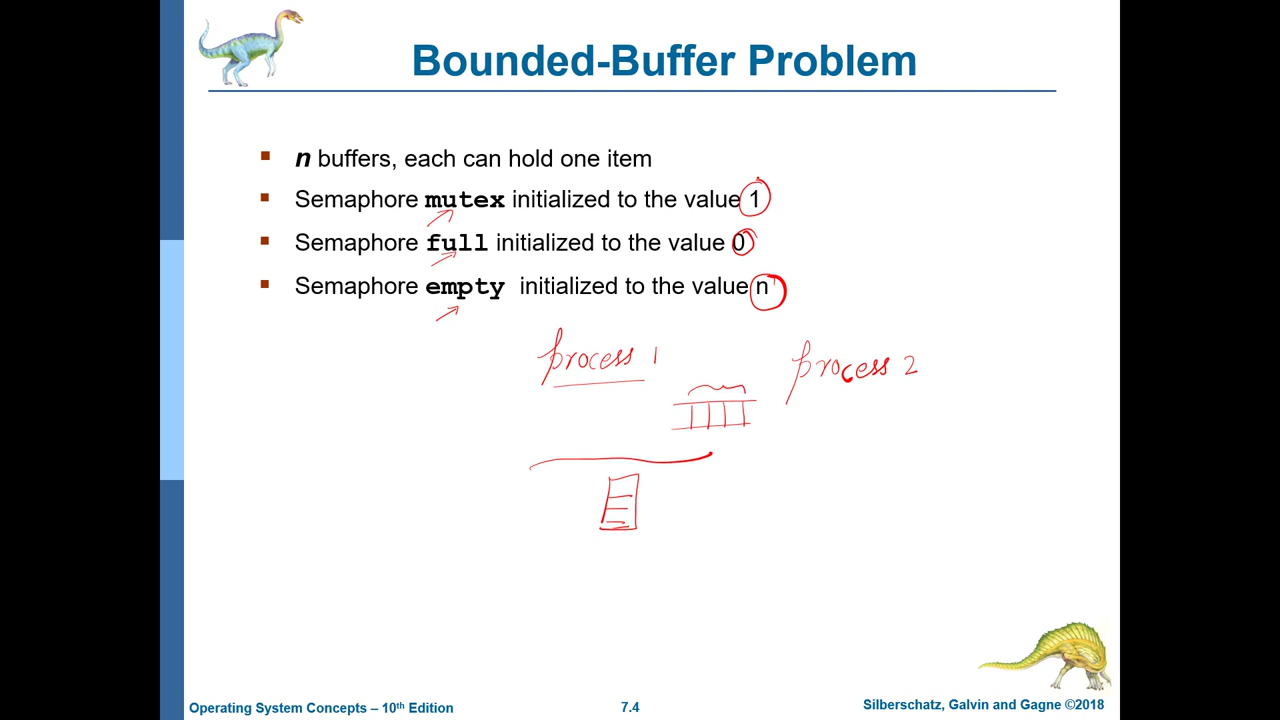 Bounded-Buffer Problem
n buffers, each can hold one item
Semaphore mutex initialized to the value 1
Semaphore full initialized to the value 0
Semaphore empty initialized to the value n
process 1
process 2
Operating System Concepts – 10th Edition
7.4
Silberschatz, Galvin and Gagne ©2018